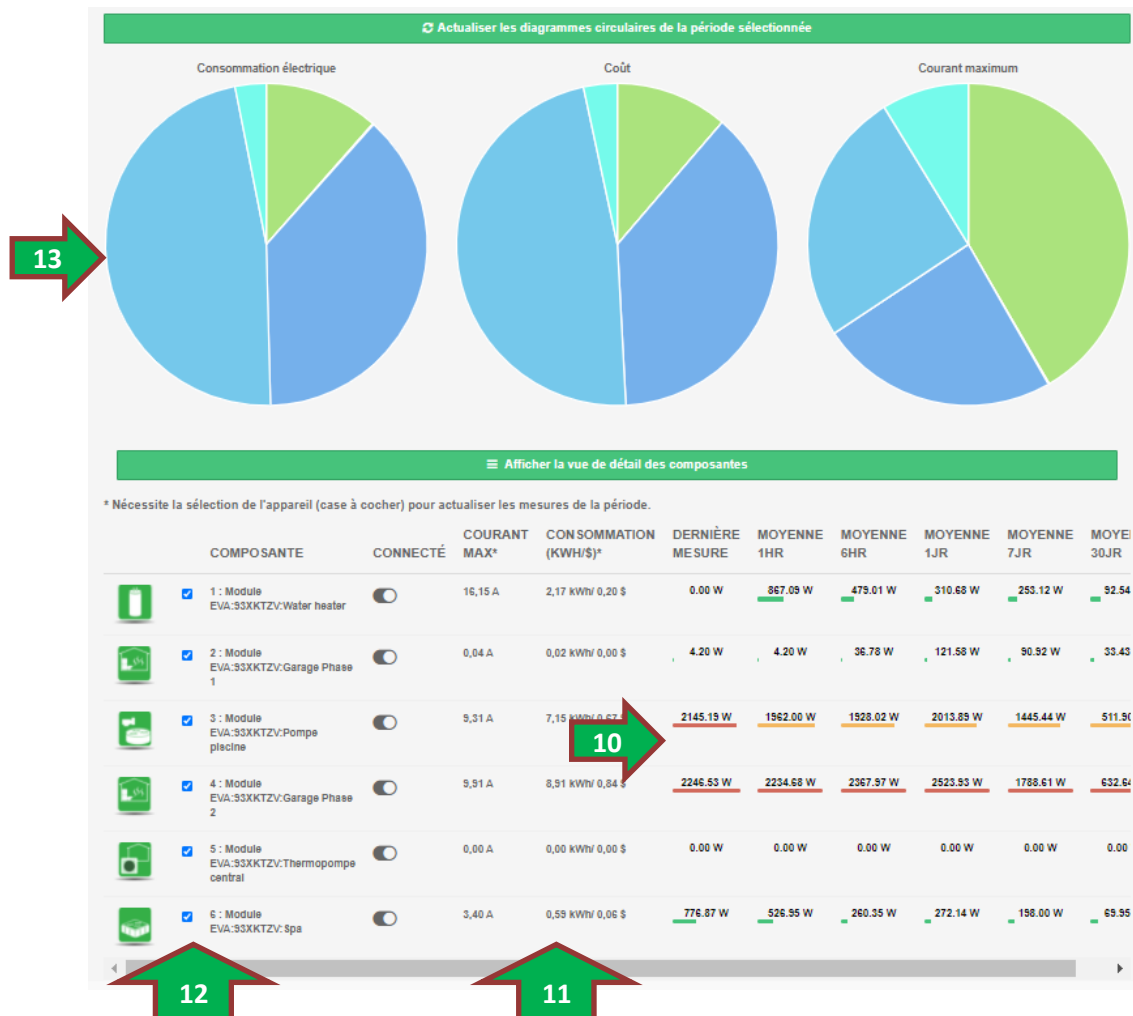 Actualiser les diagrammes circulaires de la période sélectionnée
Consommation électrique Coût Courant maximum
13
Afficher la vue de détail des composantes
* Nécessite la sélection de l'appareil (case à cocher) pour actualiser les mesures de la période.
COMPOSANTE CONNECTÉ COURANT MAX* CONSOMMATION (KWH/$)* DERNIÈRE MESURE MOYENNE 1HR MOYENNE 6HR MOYENNE 1JR MOYENNE 7JR MOYE 30JR
1 : Module 16,15 A 2,17 kWh/ 0,20 $ 0.00 W 867.09 W 479.01 W 310.68 W 253.12 W 92.54
EVA:93XKTZV:Water heater
2 : Module 0,04 A 0,02 kWh/ 0,00 $ 4.20 W 4.20 W 36.78 W 121.58 W 90.92 W 33.43
EVA:93XKTZV:Garage Phase
1
3 : Module 9,31 A 7,15 kWh/ 0,67 2145.19 W 1962.00 W 1928.02 W 2013.89 W 1445.44 W 511.90
EVA:93XKTZV:Pompe
piscine
10
4 : Module 9,91 A 8,91 kWh/ 0,84 $ 2246.53 W 2234.68 W 2367.97 W 2523.93 W 1788.61 W 632.64
EVA:93XKTZV:Garage Phase
2
5 : Module 0,00 A 0,00 kWh/ 0,00 $ 0.00 W 0.00 W 0.00 W 0.00 W 0.00 W 0.00
EVA:93XKTZV:Thermopompe
central
6 : Module 3,40 A 0,59 kWh/ 0,06 $ 776.87 W 526.95 W 260.35 W 272.14 W 198.00 W 69.95
EVA:93XKTZV:Spa
12 11